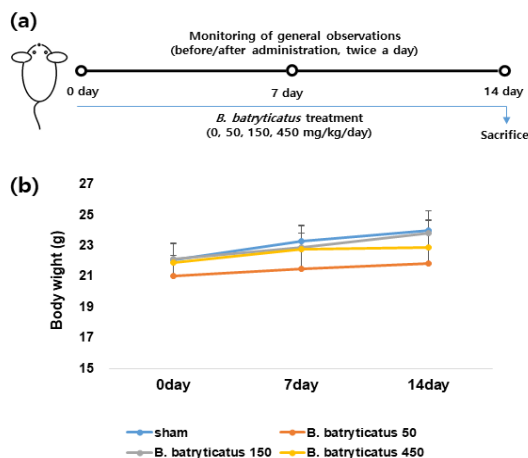 (a)
Monitoring of general observations
(before/after administration, twice a day)
0 day
7 day
14 day
B. batryticatus treatment
(0, 50, 150, 450 mg/kg/day)
Sacrifice
(b)
27
25
23
21
19
17
15
Body wight (g)
0day
7day
14day
sham
B. batryticatus 50
B. batryticatus 150
B. batryticatus 450